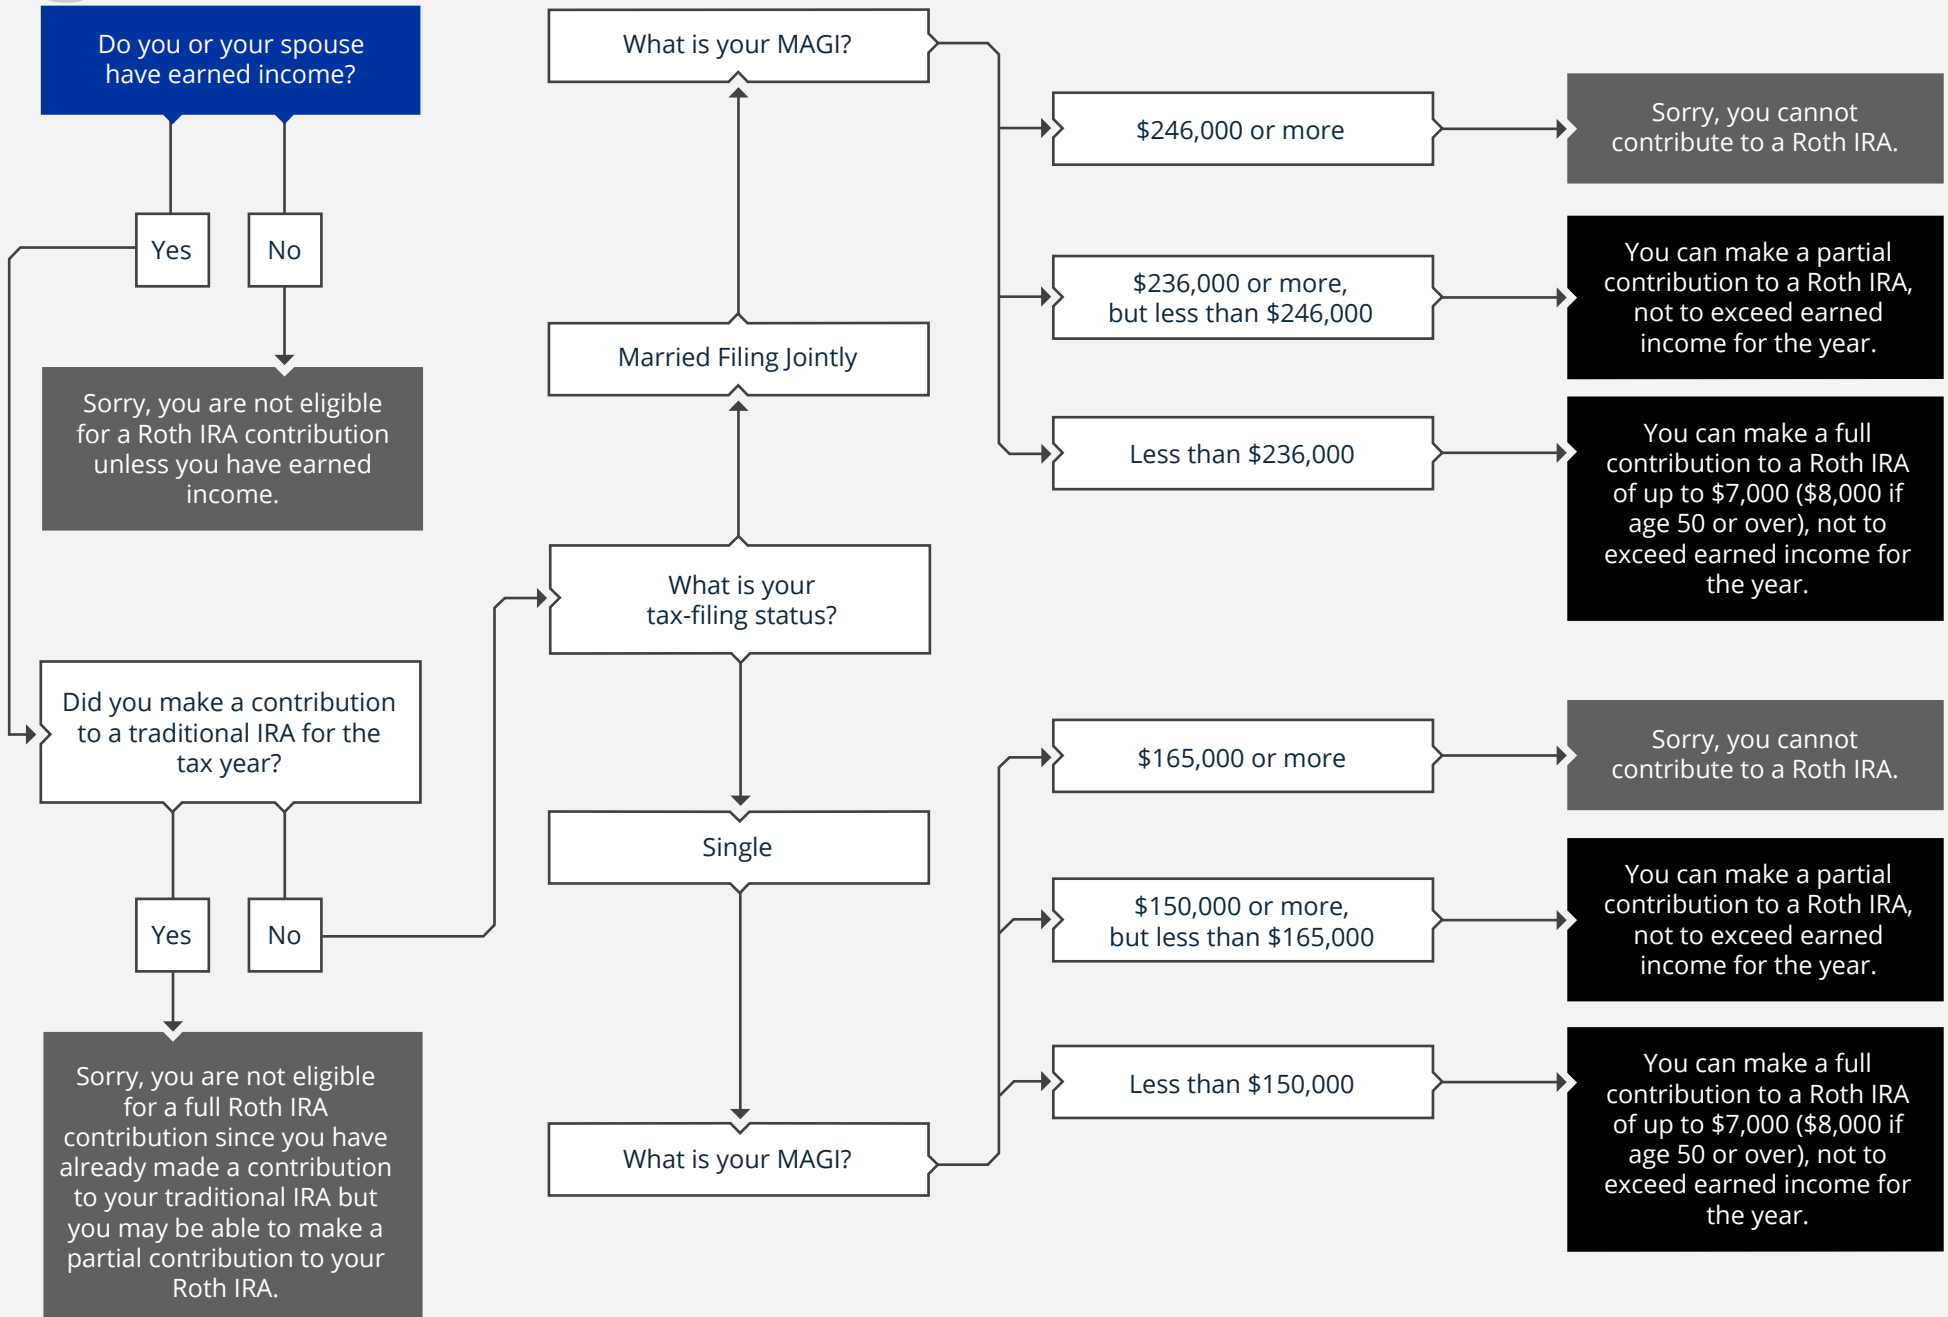 Do you or your spouse
have earned income?
Yes
No
Sorry, you are not eligible
for a Roth IRA contribution
unless you have earned
income.
Did you make a contribution
to a traditional IRA for the
tax year?
Yes
No
Sorry, you are not eligible
for a full Roth IRA
contribution since you have
already made a contribution
to your traditional IRA but
you may be able to make a
partial contribution to your
Roth IRA.
What is your
tax-filing status?
Married Filing Jointly
What is your MAGI?
$246,000 or more
Sorry, you cannot
contribute to a Roth IRA.
$236,000 or more,
but less than $246,000
You can make a partial
contribution to a Roth IRA,
not to exceed earned
income for the year.
Less than $236,000
You can make a full
contribution to a Roth IRA
of up to $7,000 ($8,000 if
age 50 or over), not to
exceed earned income for
the year.
Single
What is your MAGI?
$165,000 or more
Sorry, you cannot
contribute to a Roth IRA.
$150,000 or more,
but less than $165,000
You can make a partial
contribution to a Roth IRA,
not to exceed earned
income for the year.
Less than $150,000
You can make a full
contribution to a Roth IRA
of up to $7,000 ($8,000 if
age 50 or over), not to
exceed earned income for
the year.